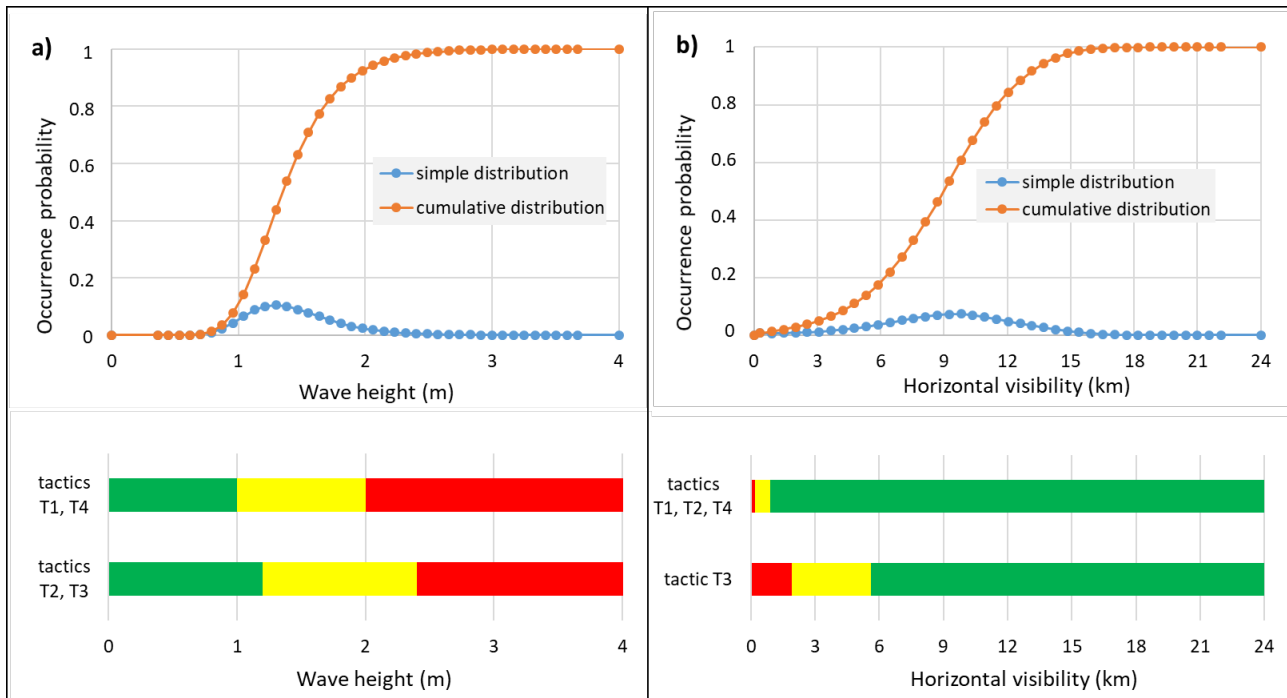 a)
1
0.8
0.6
0.4
0.2
0
Occurrence probability
simple distribution
cumulative distribution
0 1 2 3 4
Wave height (m)
b)
1
0.8
0.6
0.4
0.2
0
Occurrence probability
simple distribution
cumulative distribution
0 3 6 9 12 15 18 21 24
Horizontal visibility (km)
tactics
T1, T4
tactics
T2, T3
0 1 2 3 4
Wave height (m)
tactics
T1, T2, T4
tactic T3
0 3 6 9 12 15 18 21 24
Horizontal visibility (km)